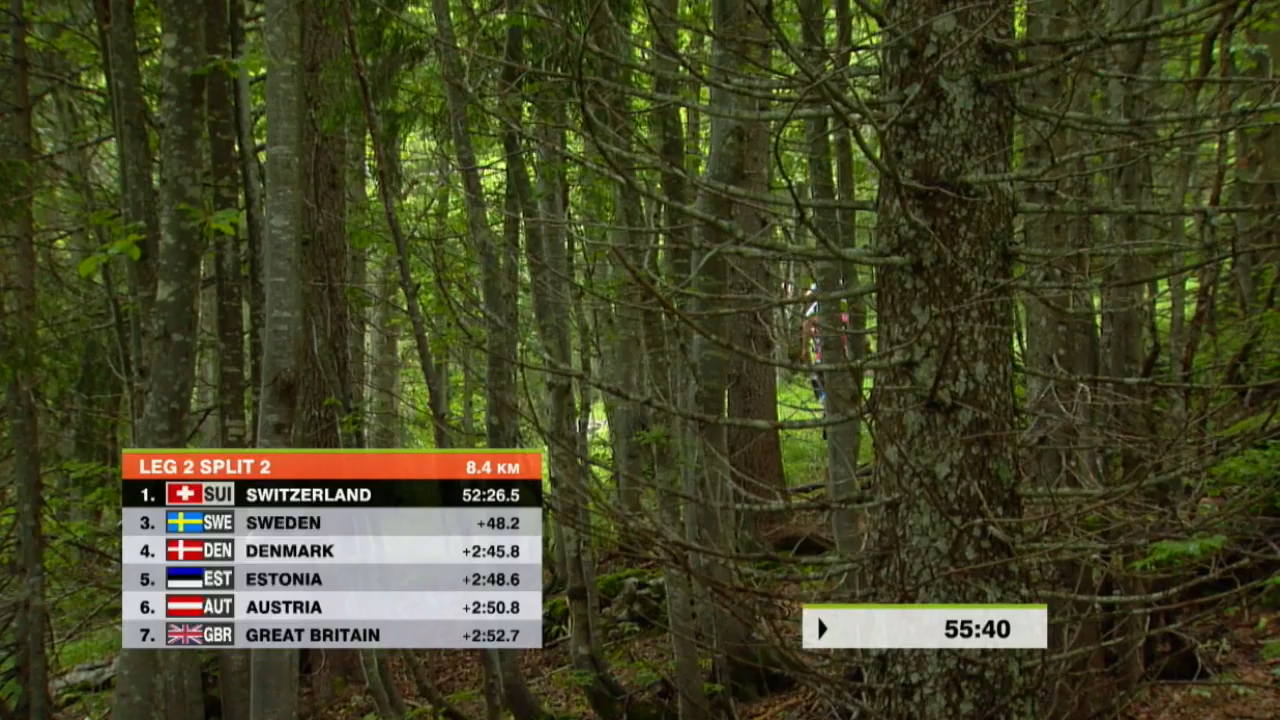 LEG 2 SPLIT 2 8.4 KM
1. SUI SWITZERLAND 52:26.5
3. SWE SWEDEN +48.2
4. DEN DENMARK +2:45.8
5. EST ESTONIA +2:48.6
6. AUT AUSTRIA +2:50.8
7. GBR GREAT BRITAIN +2:52.7
55:40